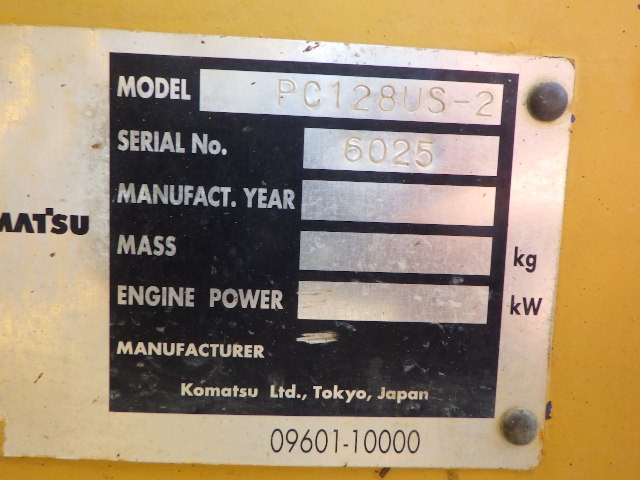 MODEL PC128US-2
SERIAL No. 6025
MANUFACT. YEAR
MATSU
MASS kg
ENGINE POWER kW
MANUFACTURER
Komatsu Ltd., Tokyo, Japan
09601-10000